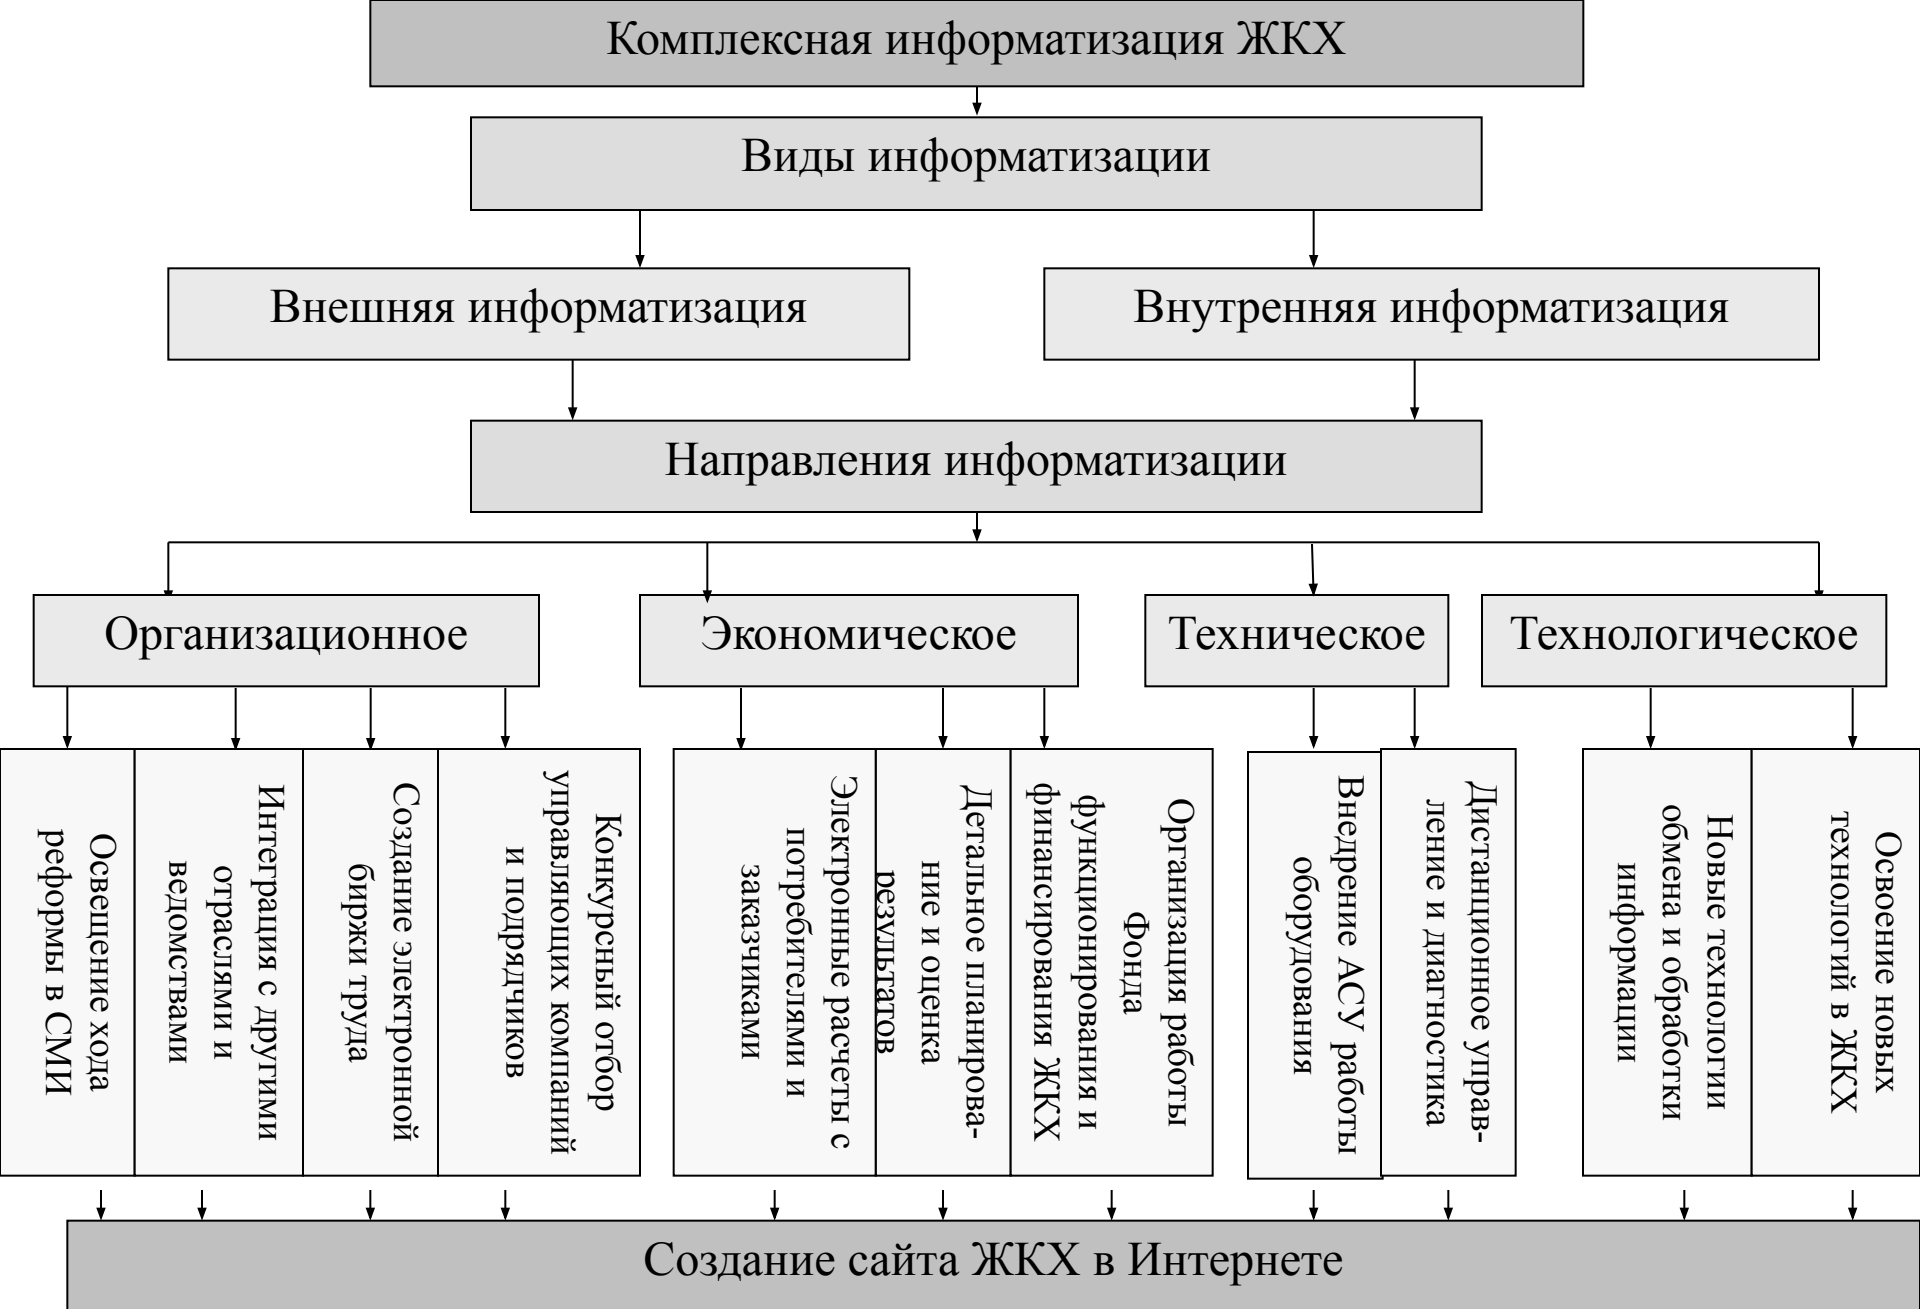 Комплексная информатизация ЖКХ
Виды информатизации
Внешняя информатизация
Внутренняя информатизация
Направления информатизации
Организационное
Экономическое
Техническое
Технологическое
Освещение хода
реформы в СМИ
Интеграция с другими
отраслями и
ведомствами
Создание электронной
биржи труда
Конкурсный отбор
управляющих компаний
и подрядчиков
Электронные расчеты с
потребителями и
заказчиками
Детальное планирова-
ние и оценка
результатов
Организация работы
Фонда
функционирования и
финансирования ЖКХ
Внедрение АСУ работы
оборудования
Дистанционное управ-
ление и диагностика
Новые технологии
обмена и обработки
информации
Освоение новых
технологий в ЖКХ
Создание сайта ЖКХ в Интернете